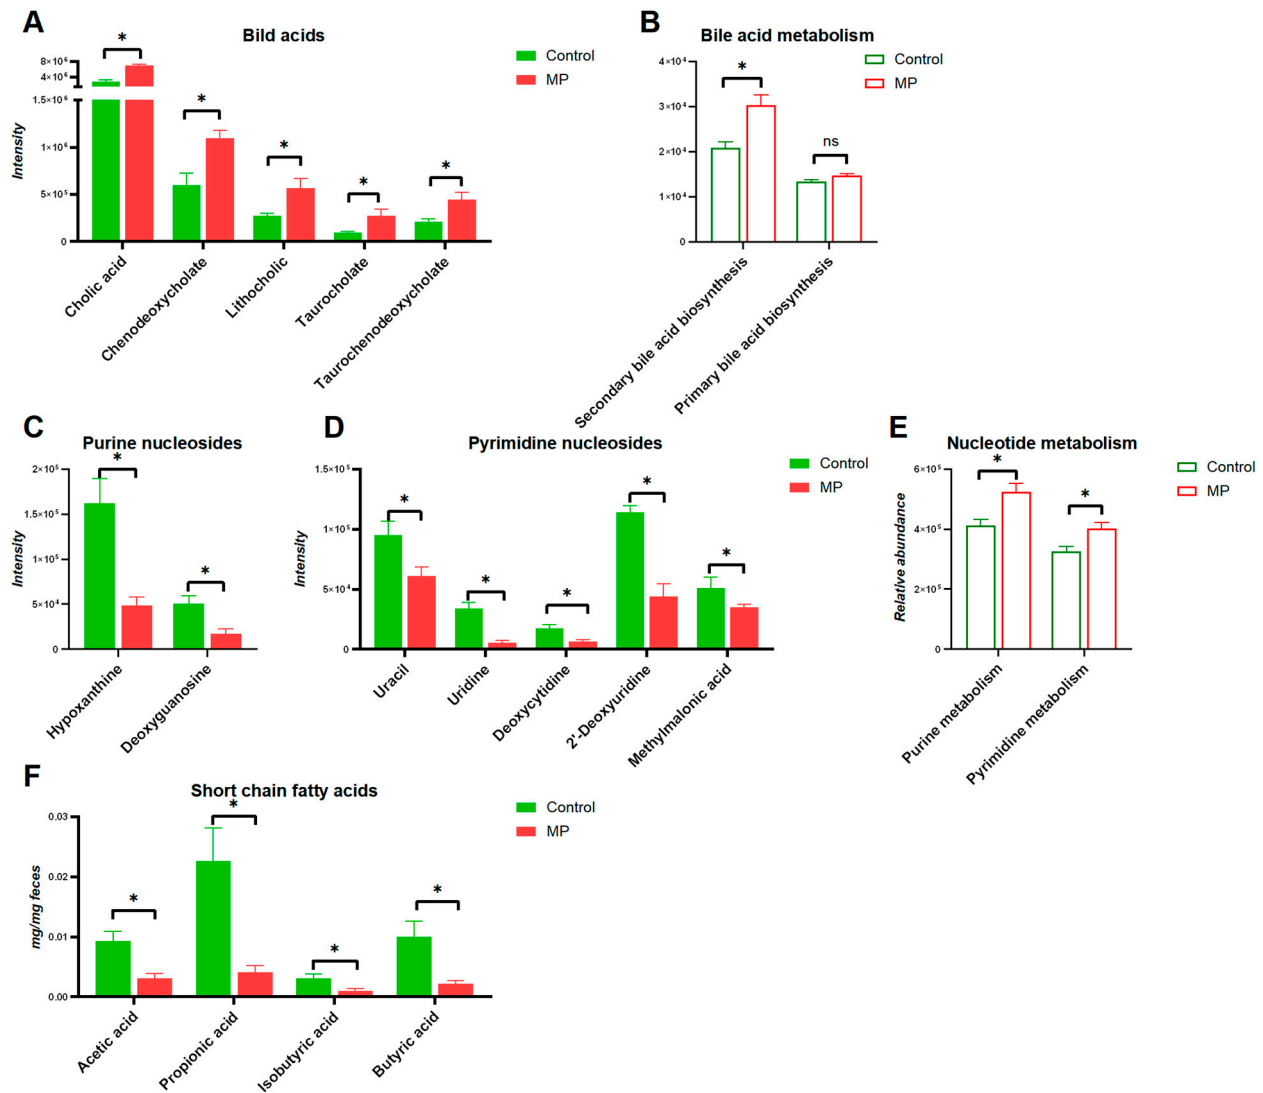 A
Bild acids
*
8×10⁶
4×10⁶
1.5×10⁶
1×10⁶
5×10⁵
0
Intensity
*
*
*
*
Control
MP
Cholic acid
Chenodeoxycholate
Lithocholic
Taurocholate
Taurochenodeoxycholate
B
Bile acid metabolism
4×10⁴
3×10⁴
2×10⁴
1×10⁴
0
*
ns
Control
MP
Secondary bile acid biosynthesis
Primary bile acid biosynthesis
C
Purine nucleosides
*
*
2×10⁵
1.5×10⁵
1×10⁵
5×10⁴
0
Intensity
Hypoxanthine
Deoxyguanosine
D
Pyrimidine nucleosides
1.5×10⁵
1×10⁵
5×10⁴
0
Intensity
*
*
*
*
*
Control
MP
Uracil
Uridine
Deoxycytidine
2'-Deoxyuridine
Methylmalonic acid
E
Nucleotide metabolism
*
*
6×10⁵
4×10⁵
2×10⁵
0
Relative abundance
Control
MP
Purine metabolism
Pyrimidine metabolism
F
Short chain fatty acids
*
*
*
*
0.03
0.02
0.01
0.00
mg/mg feces
Control
MP
Acetic acid
Propionic acid
Isobutyric acid
Butyric acid